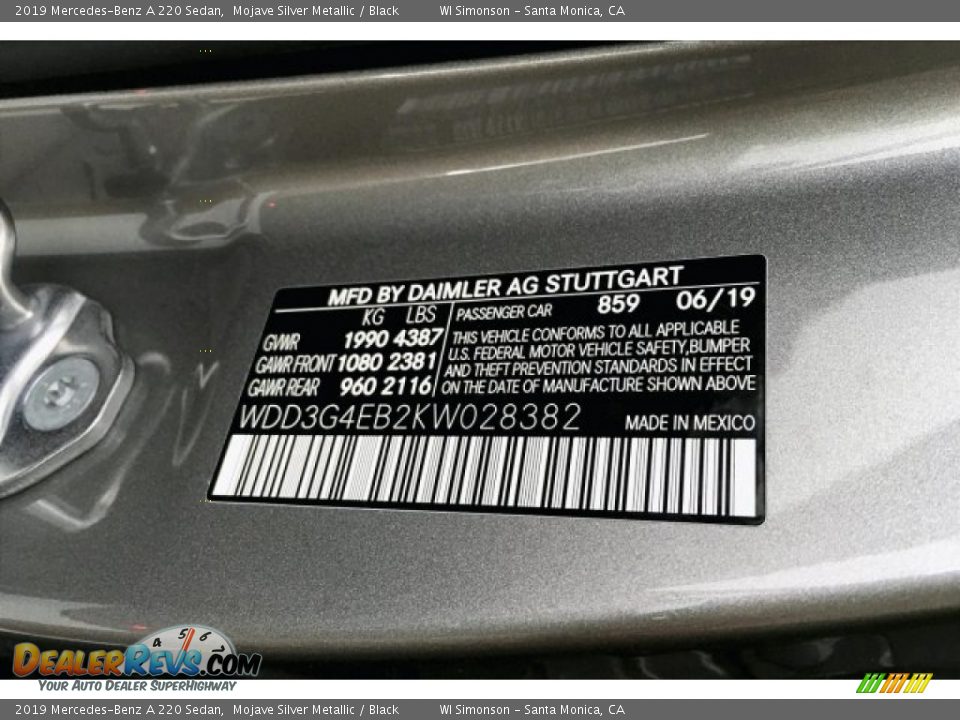 2019 Mercedes-Benz A 220 Sedan, Mojave Silver Metallic / Black WI Simonson - Santa Monica, CA
MFD BY DAIMLER AG STUTTGART
KG LBS
GWR 1990 4387
GAWR FRONT 1080 2381
GAWR REAR 960 2116
PASSENGER CAR 859 06/19
THIS VEHICLE CONFORMS TO ALL APPLICABLE
U.S. FEDERAL MOTOR VEHICLE SAFETY, BUMPER
AND THEFT PREVENTION STANDARDS IN EFFECT
ON THE DATE OF MANUFACTURE SHOWN ABOVE
WDD3G4EB2KW028382 MADE IN MEXICO
4 5 6
DEALERREVS.COM
YOUR AUTO DEALER SUPERHIGHWAY
2019 Mercedes-Benz A 220 Sedan, Mojave Silver Metallic / Black WI Simonson - Santa Monica, CA